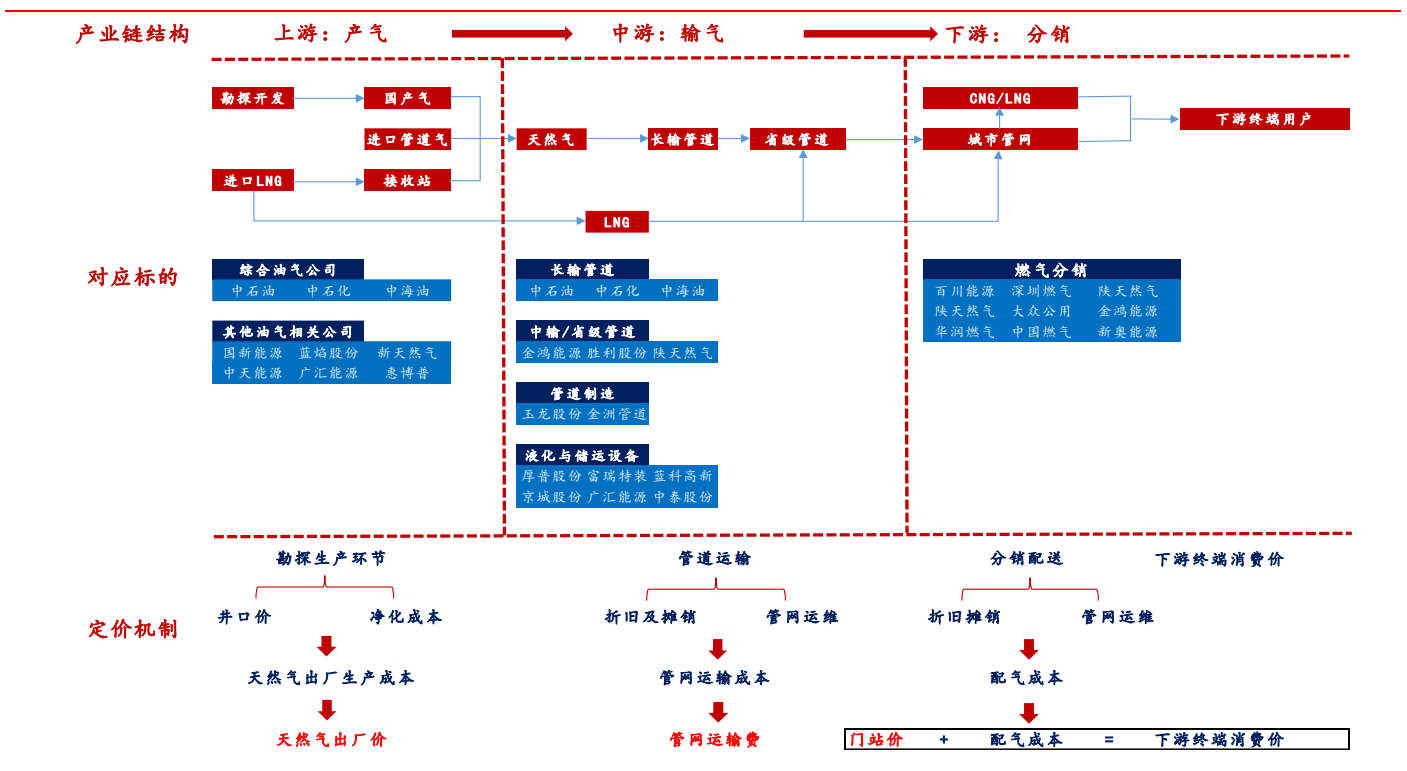 产业链结构 上游：产气 中游：输气 下游： 分销
勘探开发 国产气 CNG/LNG
下游终端用户
进口管道气 天然气 长输管道 省级管道 城市管网
进口LNG 接收站
LNG
对应标的
综合油气公司
中石油 中石化 中海油
其他油气相关公司
国新能源 蓝焰股份 新天然气
中天能源 广汇能源 惠博普
长输管道
中石油 中石化 中海油
中输/省级管道
金鸿能源 胜利股份 陕天然气
管道制造
玉龙股份 金洲管道
液化与储运设备
厚普股份 富瑞特装 蓝科高新
京城股份 广汇能源 中泰股份
燃气分销
百川能源 深圳燃气 陕天然气
陕天然气 大众公用 金鸿能源
华润燃气 中国燃气 新奥能源
定价机制
勘探生产环节 管道运输 分销配送 下游终端消费价
井口价 净化成本 折旧及摊销 管网运维 折旧摊销 管网运维
天然气出厂生产成本 管网运输成本 配气成本
天然气出厂价 管网运输费 门站价 + 配气成本 = 下游终端消费价